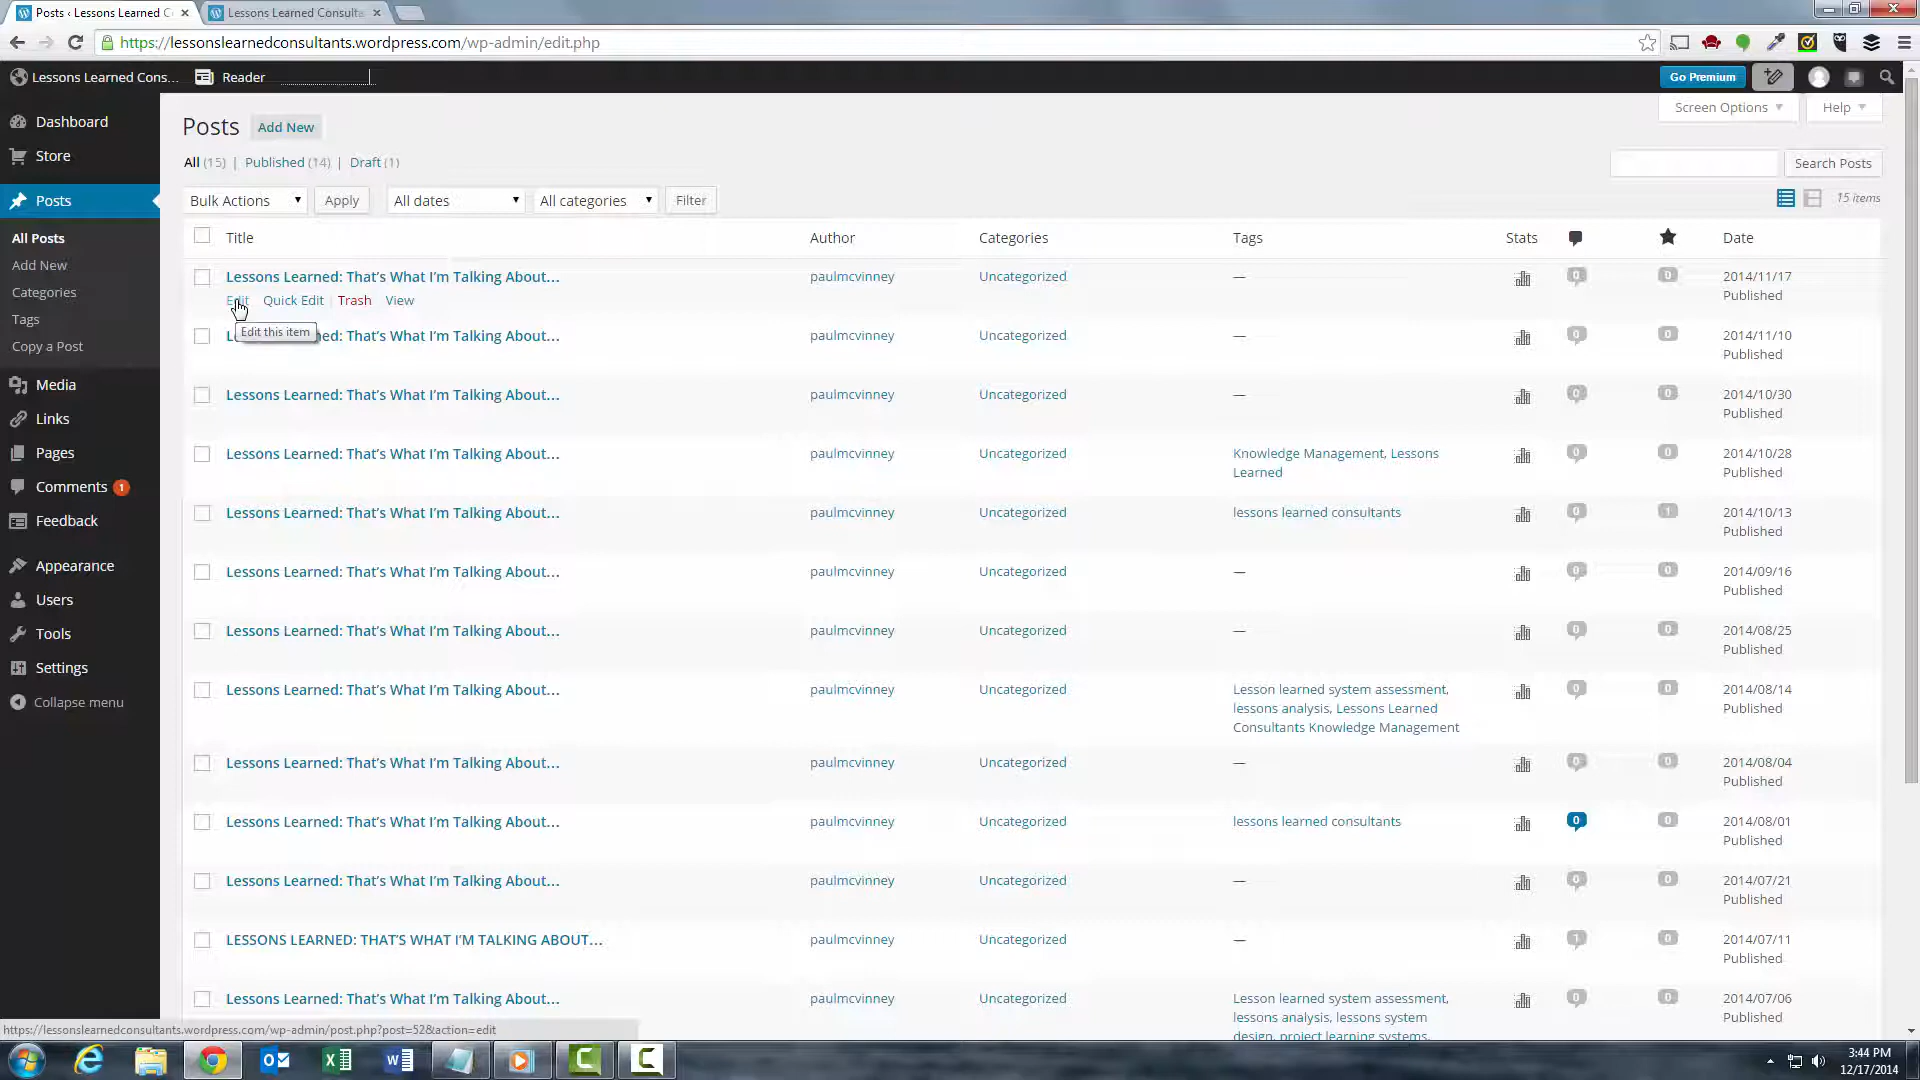 Posts ‹ Lessons Learned C
Lessons Learned Consulta
https://lessonslearnedconsultants.wordpress.com/wp-admin/edit.php
Lessons Learned Cons...
Reader
Go Premium
Dashboard
Store
Posts
All Posts
Add New
Categories
Tags
Copy a Post
Media
Links
Pages
Comments 1
Feedback
Appearance
Users
Tools
Settings
Collapse menu
Screen Options
Help
Posts Add New
All (15) | Published (14) | Draft (1)
Search Posts
Bulk Actions Apply All dates All categories Filter
15 items
Title Author Categories Tags Stats Date
Lessons Learned: That's What I'm Talking About... paulmcvinney Uncategorized — 0 0 2014/11/17
Edit Quick Edit | Trash View Published
Edit this item
Lessons Learned: That's What I'm Talking About... paulmcvinney Uncategorized — 0 0 2014/11/10
Published
Lessons Learned: That's What I'm Talking About... paulmcvinney Uncategorized — 0 0 2014/10/30
Published
Lessons Learned: That's What I'm Talking About... paulmcvinney Uncategorized Knowledge Management, Lessons 0 0 2014/10/28
Learned Published
Lessons Learned: That's What I'm Talking About... paulmcvinney Uncategorized lessons learned consultants 0 1 2014/10/13
Published
Lessons Learned: That's What I'm Talking About... paulmcvinney Uncategorized — 0 0 2014/09/16
Published
Lessons Learned: That's What I'm Talking About... paulmcvinney Uncategorized — 0 0 2014/08/25
Published
Lessons Learned: That's What I'm Talking About... paulmcvinney Uncategorized Lesson learned system assessment, 0 0 2014/08/14
lessons analysis, Lessons Learned Published
Consultants Knowledge Management
Lessons Learned: That's What I'm Talking About... paulmcvinney Uncategorized — 0 0 2014/08/04
Published
Lessons Learned: That's What I'm Talking About... paulmcvinney Uncategorized lessons learned consultants 0 0 2014/08/01
Published
Lessons Learned: That's What I'm Talking About... paulmcvinney Uncategorized — 0 0 2014/07/21
Published
LESSONS LEARNED: THAT'S WHAT I'M TALKING ABOUT... paulmcvinney Uncategorized — 1 0 2014/07/11
Published
Lessons Learned: That's What I'm Talking About... paulmcvinney Uncategorized Lesson learned system assessment, 0 0 2014/07/06
lessons analysis, lessons system Published
design, project learning systems,
https://lessonslearnedconsultants.wordpress.com/wp-admin/post.php?post=528&action=edit
3:44 PM
12/17/2014